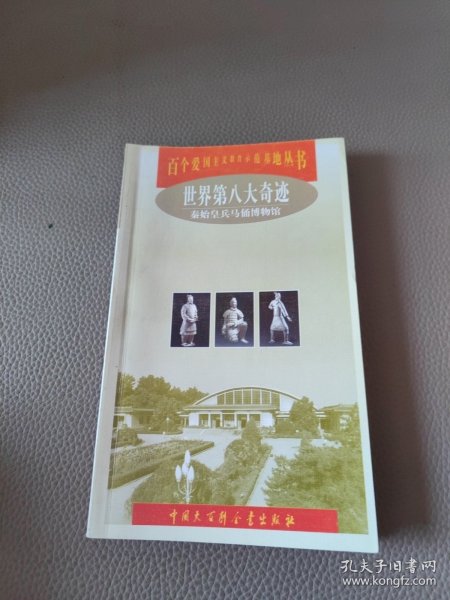 百个爱国主义教育示范基地丛书
世界第八大奇迹
秦始皇兵马俑博物馆
中国大百科全书出版社
孔夫子旧书网
www.kongfz.com